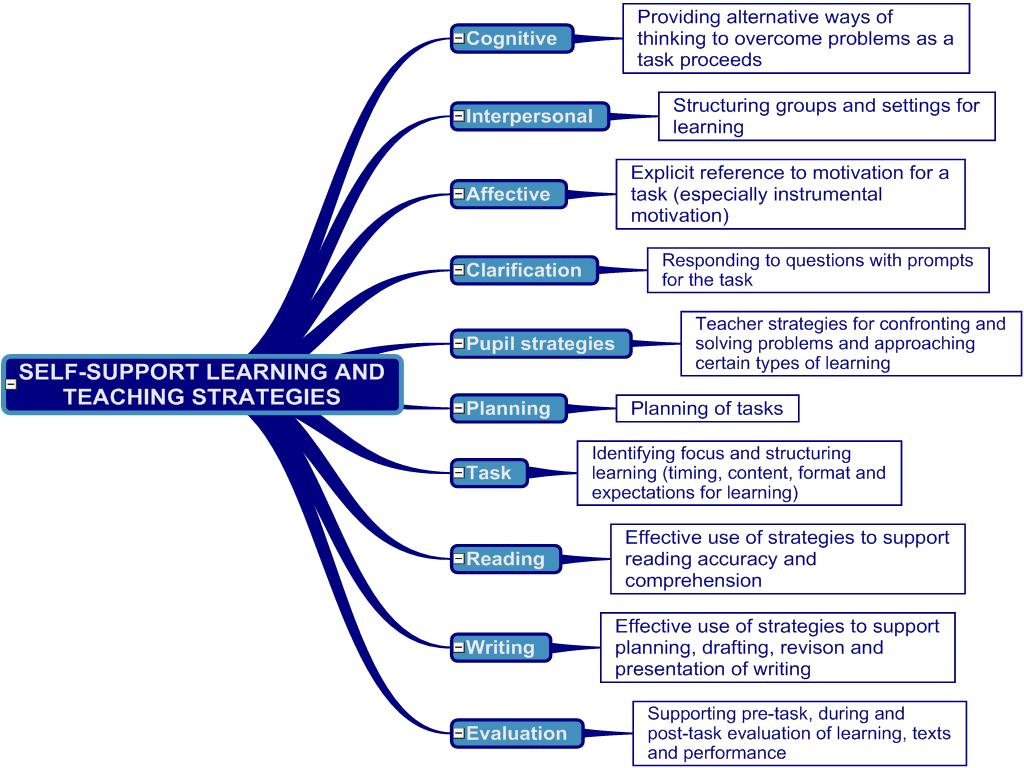 SELF-SUPPORT LEARNING AND
TEACHING STRATEGIES
Cognitive
Providing alternative ways of
thinking to overcome problems as a
task proceeds
Interpersonal
Structuring groups and settings for
learning
Affective
Explicit reference to motivation for a
task (especially instrumental
motivation)
Clarification
Responding to questions with prompts
for the task
Pupil strategies
Teacher strategies for confronting and
solving problems and approaching
certain types of learning
Planning
Planning of tasks
Task
Identifying focus and structuring
learning (timing, content, format and
expectations for learning)
Reading
Effective use of strategies to support
reading accuracy and
comprehension
Writing
Effective use of strategies to support
planning, drafting, revison and
presentation of writing
Evaluation
Supporting pre-task, during and
post-task evaluation of learning, texts
and performance